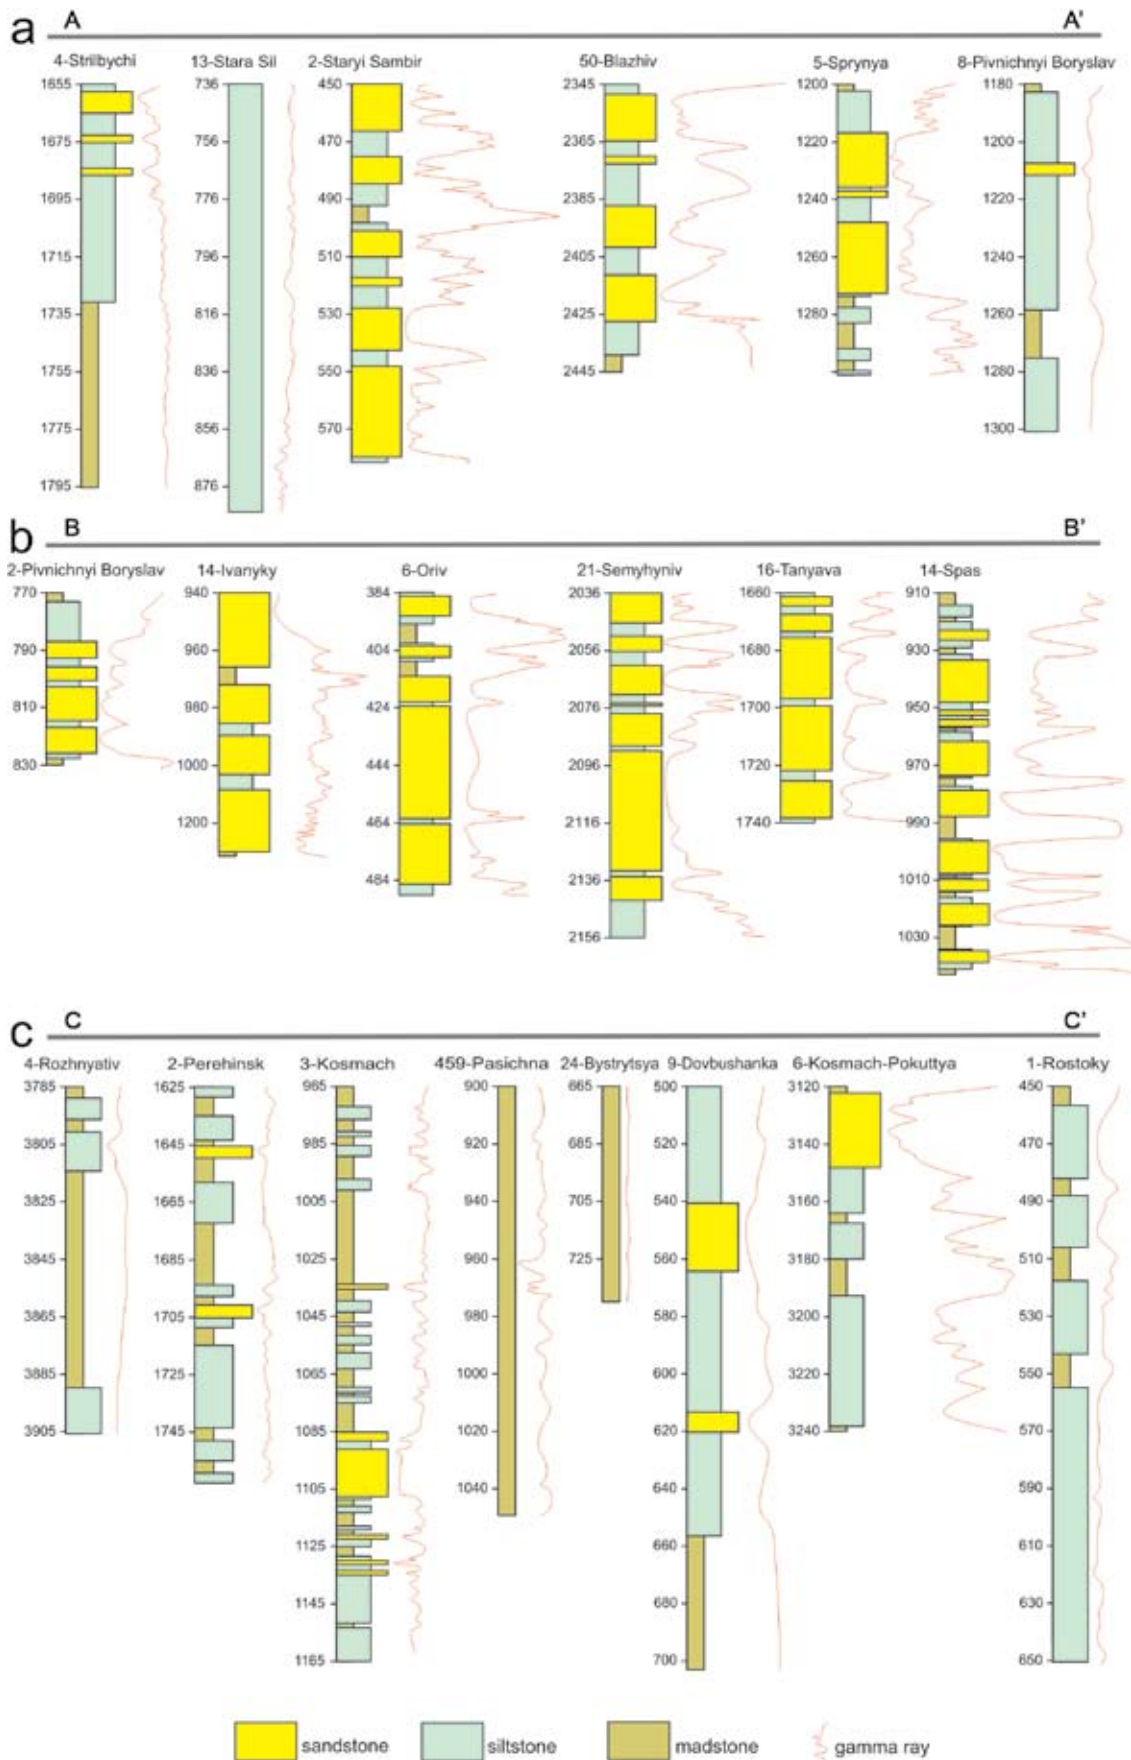 a A A'
4-Strilbychi 13-Stara Sil 2-Staryi Sambir 50-Blazhiv 5-Sprynya 8-Pivnichnyi Boryslav
1655 736 450 2345 1200 1180
1675 756 470 2365 1220 1200
1695 776 490 2385 1240 1220
1715 796 510 2405 1260 1240
1735 816 530 2425 1280 1260
1755 836 550 2445 1280
1775 856 570 1300
1795 876
b B B'
2-Pivnichnyi Boryslav 14-Ivanyky 6-Oriv 21-Semyhyniv 16-Tanyava 14-Spas
770 940 384 2036 1660 910
790 960 404 2056 1680 930
810 980 424 2076 1700 950
830 1000 444 2096 1720 970
1200 464 2116 1740 990
484 2136 1010
2156 1030
c C C'
4-Rozhnyativ 2-Perehinsk 3-Kosmach 459-Pasichna 24-Bystrytsya 9-Dovbushanka 6-Kosmach-Pokuttya 1-Rostoky
3785 1625 965 900 665 500 3120 450
3805 1645 985 920 685 520 3140 470
3825 1665 1005 940 705 540 3160 490
3845 1685 1025 960 725 560 3180 510
3865 1705 1045 980 580 3200 530
3885 1725 1065 1000 600 3220 550
3905 1745 1085 1020 620 3240 570
1105 1040 640 590
1125 660 610
1145 680 630
1165 700 650
sandstone siltstone madstone gamma ray